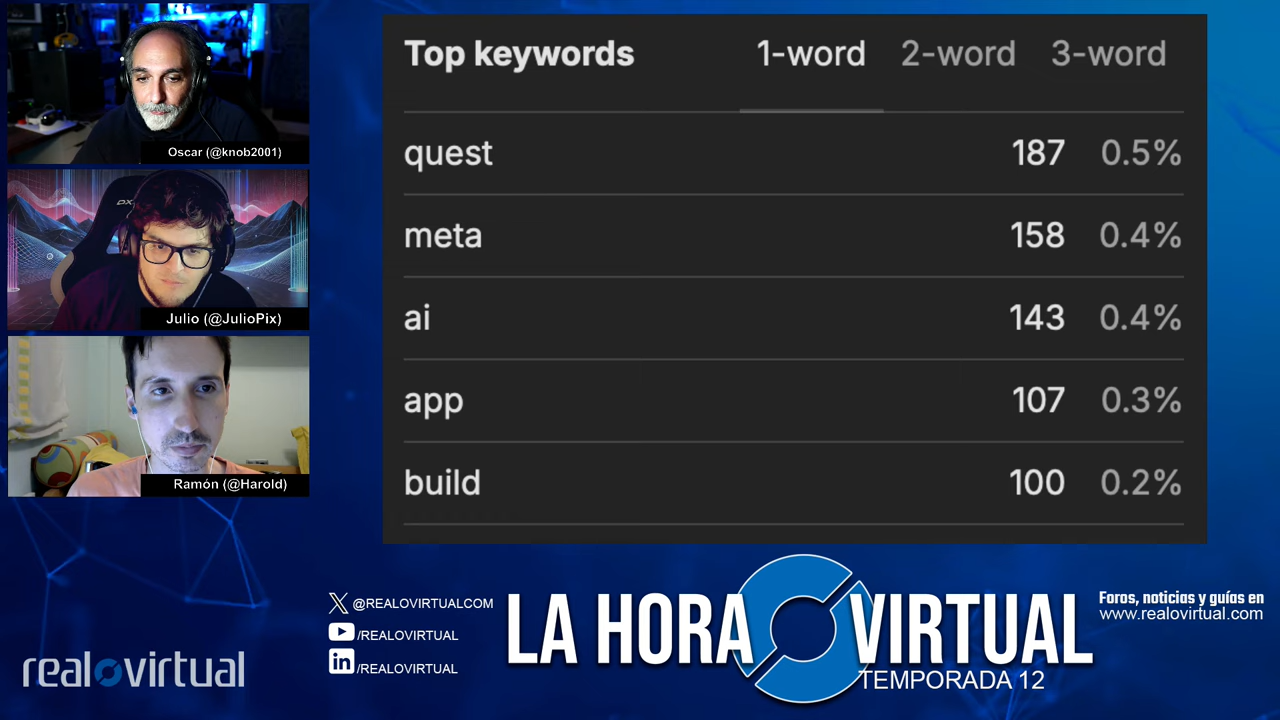 Oscar (@knob2001)
DX
Julio (@JulioPix)
Ramón (@Harold)
Top keywords 1-word 2-word 3-word
quest 187 0.5%
meta 158 0.4%
ai 143 0.4%
app 107 0.3%
build 100 0.2%
@REALOVIRTUALCOM
/REALOVIRTUAL
/REALOVIRTUAL
LA HORA VIRTUAL
TEMPORADA 12
Foros, noticias y guías en
www.realovirtual.com
realovirtual